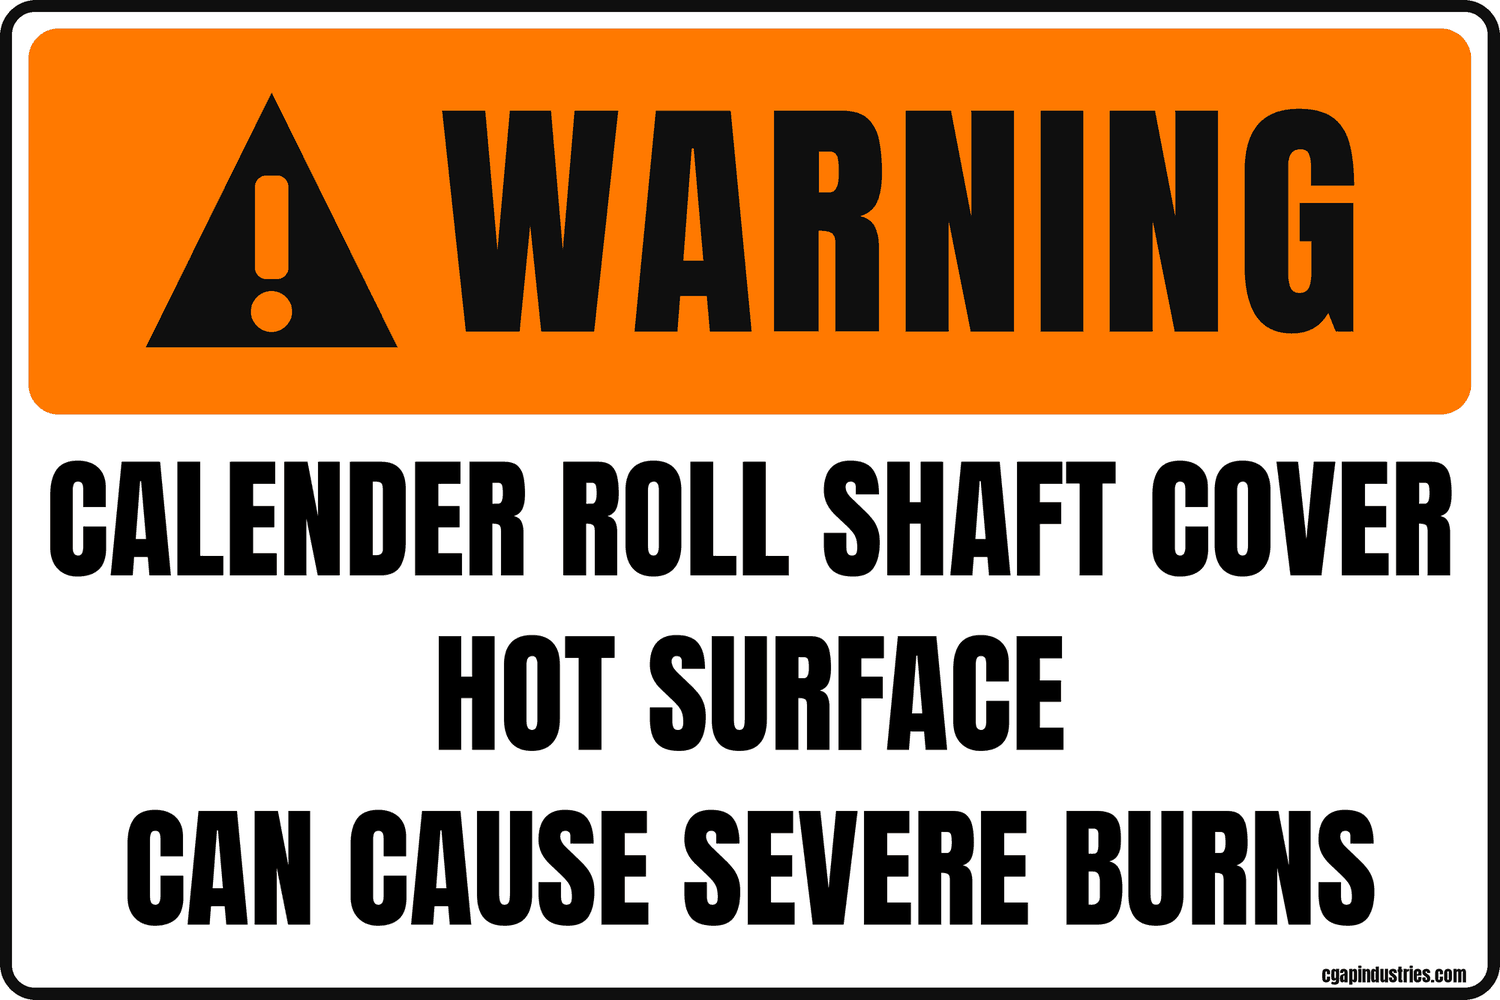 WARNING
CALENDER ROLL SHAFT COVER
HOT SURFACE
CAN CAUSE SEVERE BURNS
cgapindustries.com